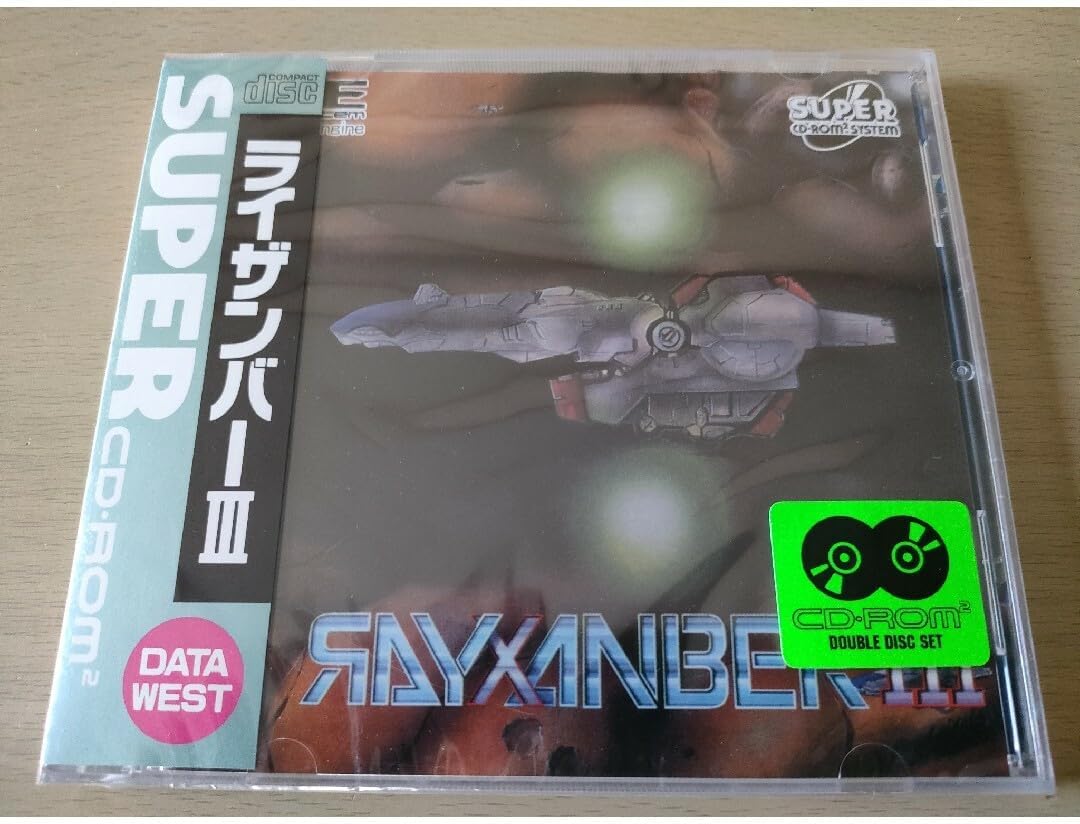 COMPACT
disc
SUPER
CD-ROM²
ライザンバーⅢ
DATA
WEST
Engine
SUPER
CD-ROM² SYSTEM
CD-ROM²
DOUBLE DISC SET
RAYXANBER III